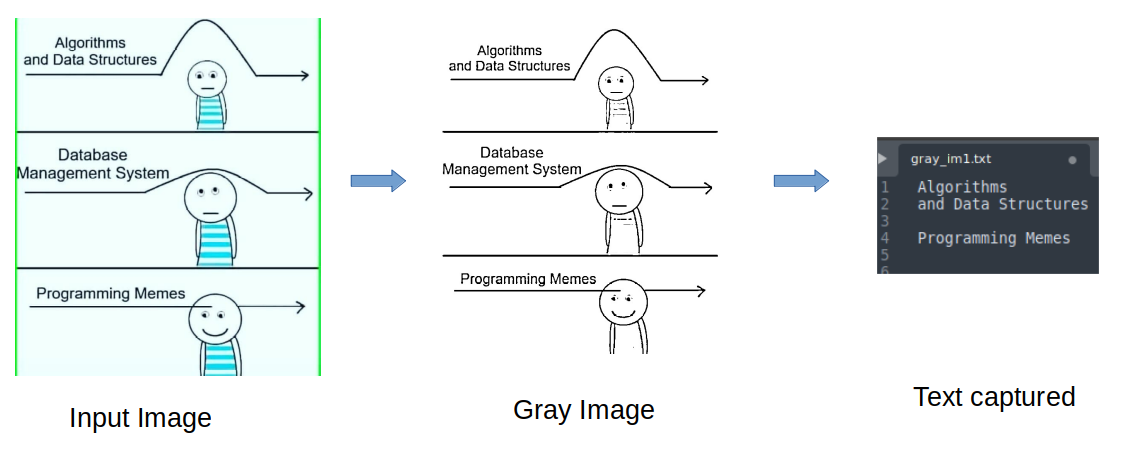 Algorithms
and Data Structures
Database
Management System
Programming Memes
Input Image
Algorithms
and Data Structures
Database
Management System
Programming Memes
Gray Image
gray_im1.txt
1 Algorithms
2 and Data Structures
3
4 Programming Memes
5
6
Text captured